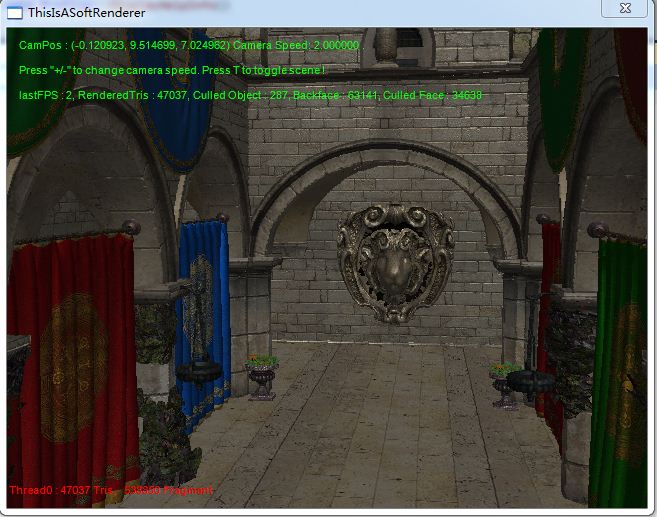 ThisIsASoftRenderer
CamPos : (-0.120923, 9.514699, 7.024962) Camera Speed: 2.000000
Press "+/-" to change camera speed. Press T to toggle scene!
lastFPS : 2, RenderedTris : 47037, Culled Object : 287, Backface : 63141, Culled Face : 34638
Thread0 : 47037 Tris, Fragment